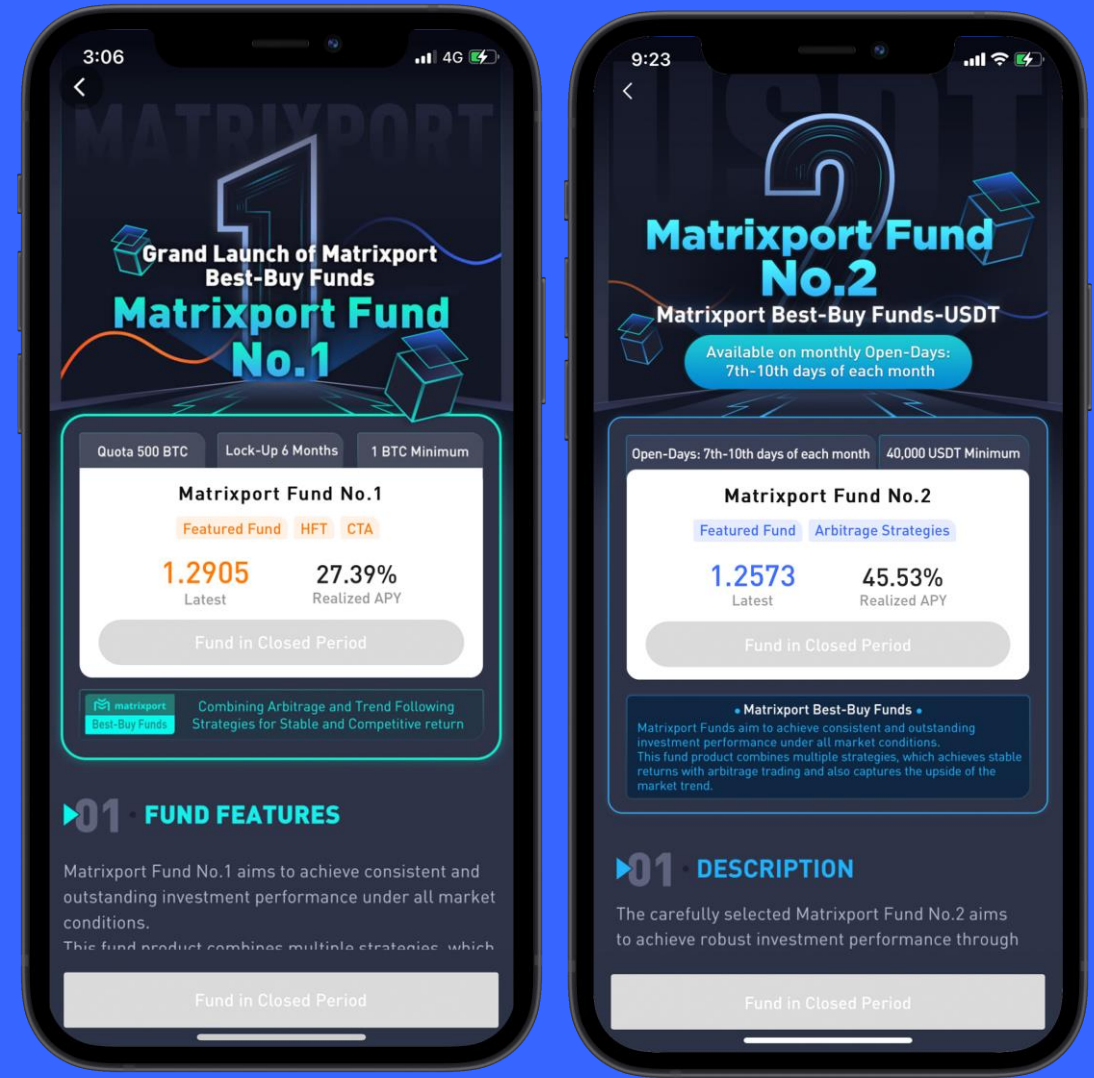 3:06
4G
MATRIXPORT
1
Grand Launch of Matrixport
Best-Buy Funds
Matrixport Fund
No.1
Quota 500 BTC
Lock-Up 6 Months
1 BTC Minimum
Matrixport Fund No.1
Featured Fund
HFT
CTA
1.2905
27.39%
Latest
Realized APY
Fund in Closed Period
matrixport
Best-Buy Funds
Combining Arbitrage and Trend Following
Strategies for Stable and Competitive return
01 · FUND FEATURES
Matrixport Fund No.1 aims to achieve consistent and
outstanding investment performance under all market
conditions.
This fund product combines multiple strategies, which
Fund in Closed Period
9:23
USDT
2
Matrixport Fund
No.2
Matrixport Best-Buy Funds-USDT
Available on monthly Open-Days:
7th-10th days of each month
Open-Days: 7th-10th days of each month
40,000 USDT Minimum
Matrixport Fund No.2
Featured Fund
Arbitrage Strategies
1.2573
45.53%
Latest
Realized APY
Fund in Closed Period
• Matrixport Best-Buy Funds •
Matrixport Funds aim to achieve consistent and outstanding
investment performance under all market conditions.
This fund product combines multiple strategies, which achieves stable
returns with arbitrage trading and also captures the upside of the
market trend.
01 · DESCRIPTION
The carefully selected Matrixport Fund No.2 aims
to achieve robust investment performance through
Fund in Closed Period